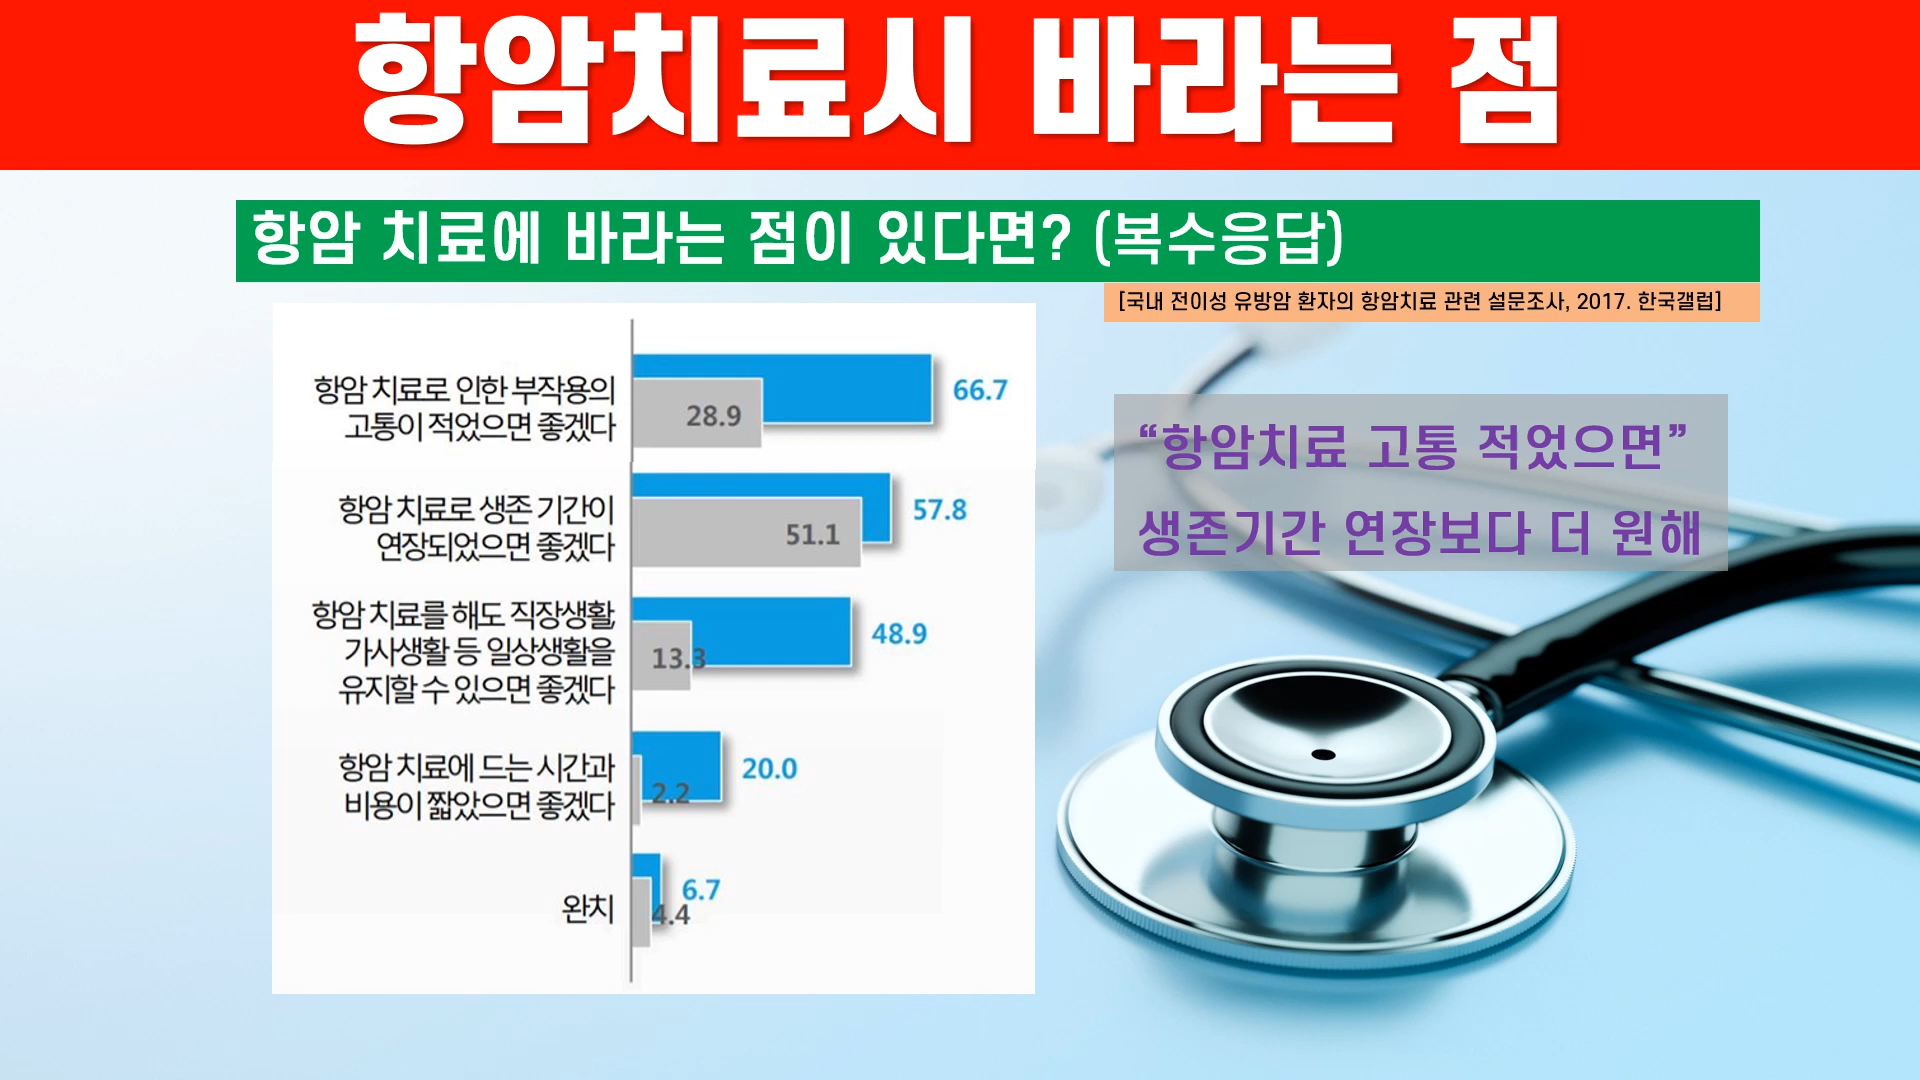 항암치료시 바라는 점
항암 치료에 바라는 점이 있다면? (복수응답)
[국내 전이성 유방암 환자의 항암치료 관련 설문조사, 2017. 한국갤럽]
항암 치료로 인한 부작용의
고통이 적었으면 좋겠다
66.7
28.9
항암 치료로 생존 기간이
연장되었으면 좋겠다
57.8
51.1
항암 치료를 해도 직장생활,
가사생활 등 일상생활을
유지할 수 있으면 좋겠다
48.9
13.3
항암 치료에 드는 시간과
비용이 짧았으면 좋겠다
20.0
2.2
완치
6.7
4.4
“항암치료 고통 적었으면”
생존기간 연장보다 더 원해